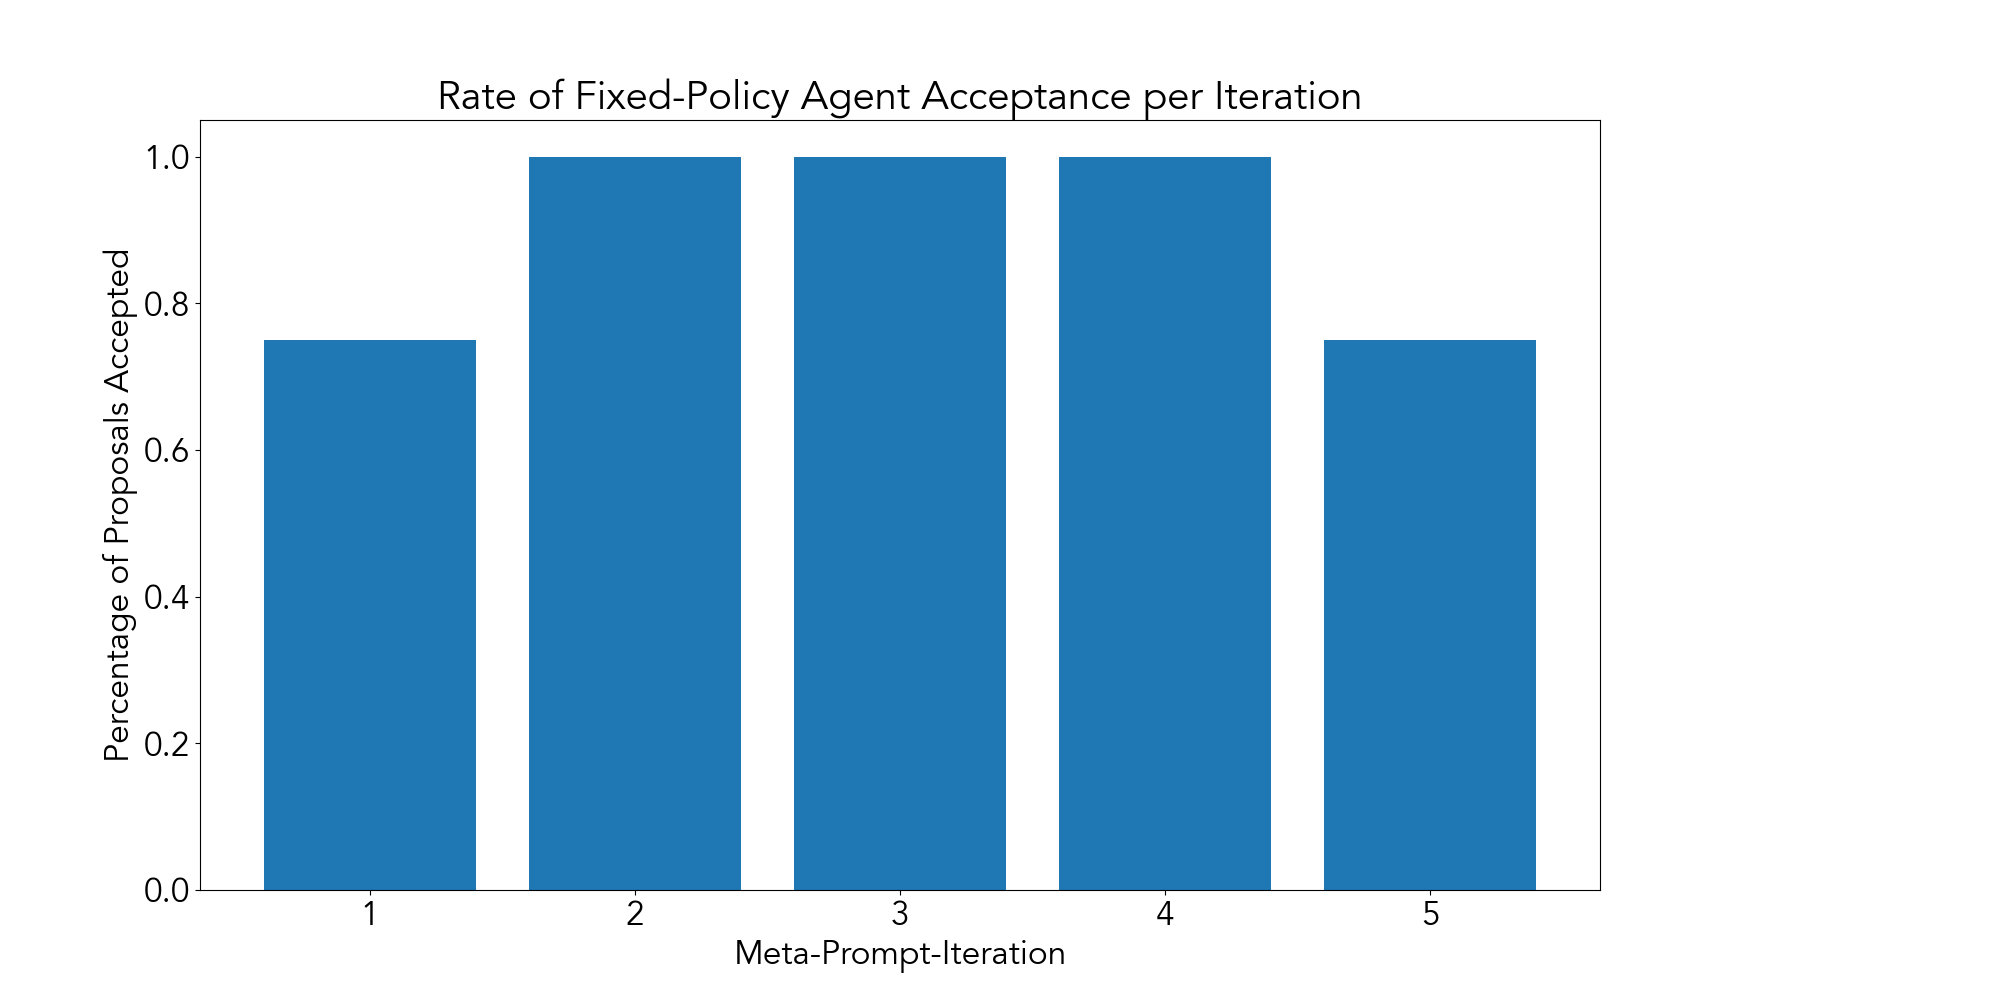 Rate of Fixed-Policy Agent Acceptance per Iteration
Percentage of Proposals Accepted
1.0
0.8
0.6
0.4
0.2
0.0
1 2 3 4 5
Meta-Prompt-Iteration